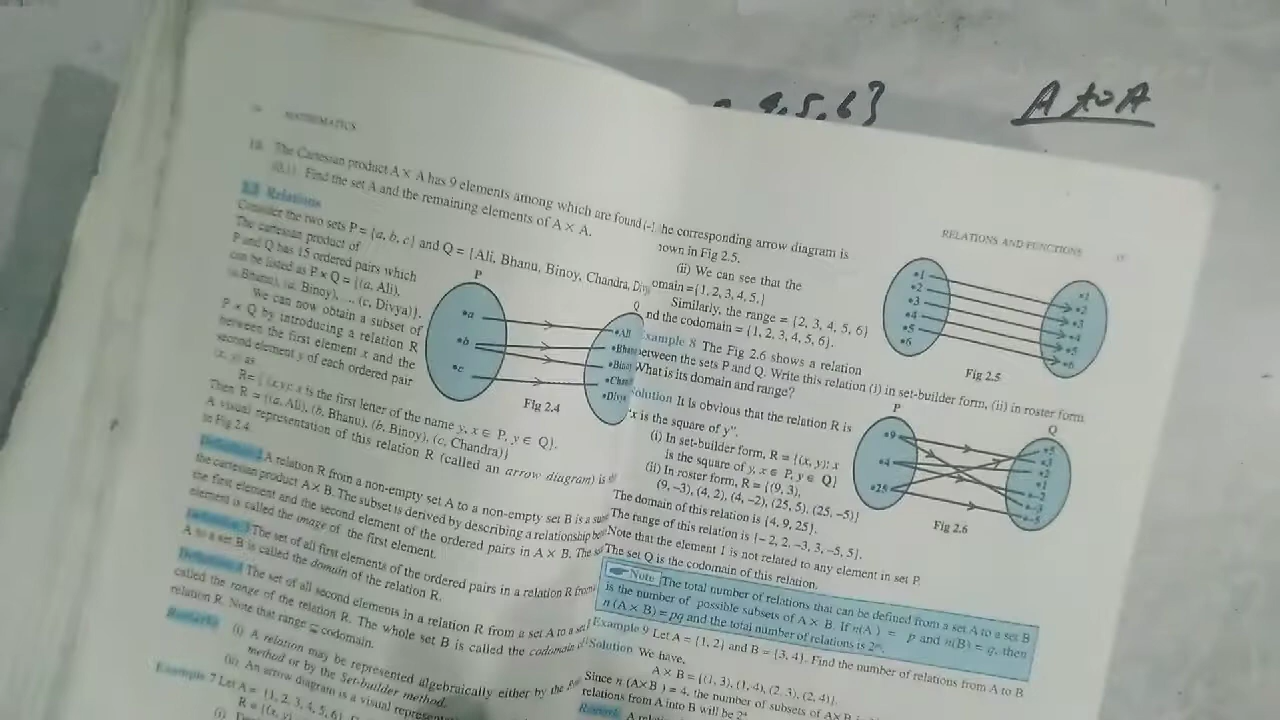 4,5,6}
A to A
MATHEMATICS
10. The Cartesian product A × A has 9 elements among which are found (–1,
(0,1). Find the set A and the remaining elements of A × A.
Relations
Consider the two sets P = {a, b, c} and Q = {Ali, Bhanu, Binoy, Chandra, Divy
The cartesian product of
P and Q has 15 ordered pairs which
can be listed as P × Q = {(a, Ali),
(a, Bhanu), (a, Binoy), ..., (c, Divya)}.
We can now obtain a subset of
P × Q by introducing a relation R
between the first element x and the
second element y of each ordered pair
(x, y) as
R = { (x,y): x is the first letter of the name y, x ∈ P, y ∈ Q}.
Then R = {(a, Ali), (b, Bhanu), (b, Binoy), (c, Chandra)}
A visual representation of this relation R (called an arrow diagram) is
in Fig 2.4.
P
Q
•a
•b
•c
•Ali
•Bhan
•Bino
•Chan
•Divya
Fig 2.4
A relation R from a non-empty set A to a non-empty set B is a
the cartesian product A × B. The subset is derived by describing a relationship
the first element and the second element of the ordered pairs in A × B. The
element is called the image of the first element.
Definition 3 The set of all first elements of the ordered pairs in a relation R from
A to a set B is called the domain of the relation R.
Definition 4 The set of all second elements in a relation R from a set A to a set
called the range of the relation R. The whole set B is called the codomain of
relation R. Note that range ⊆ codomain.
Remarks
(i) A relation may be represented algebraically either by the
method or by the Set-builder method.
(ii) An arrow diagram is a visual
Example 7 Let A = {1, 2, 3, 4, 5, 6}.
R = {(x, y)
RELATIONS AND FUNCTIONS
he corresponding arrow diagram is
hown in Fig 2.5.
(ii) We can see that the
omain = {1, 2, 3, 4, 5,}
Similarly, the range = {2, 3, 4, 5, 6}
nd the codomain = {1, 2, 3, 4, 5, 6}.
•1
•2
•3
•4
•5
•6
•1
•2
•3
•4
•5
•6
Fig 2.5
Example 8 The Fig 2.6 shows a relation
between the sets P and Q. Write this relation (i) in set-builder form, (ii) in roster form.
What is its domain and range?
Solution It is obvious that the relation R is
"x is the square of y".
(i) In set-builder form, R = {(x, y): x
is the square of y, x ∈ P, y ∈ Q}
(ii) In roster form, R = {(9, 3),
(9, –3), (4, 2), (4, –2), (25, 5), (25, –5)}
P
Q
•9
•4
•25
Fig 2.6
The domain of this relation is {4, 9, 25}.
The range of this relation is {– 2, 2, –3, 3, –5, 5}.
Note that the element 1 is not related to any element in set P.
The set Q is the codomain of this relation.
Note The total number of relations that can be defined from a set A to a set B
is the number of possible subsets of A × B. If n(A ) = p and n(B) = q, then
n (A × B) = pq and the total number of relations is 2
Example 9 Let A = {1, 2} and B = {3, 4}. Find the number of relations from A to B
Solution We have,
A × B = {(1, 3), (1, 4), (2, 3), (2, 4)}.
Since n (A×B ) = 4, the number of subsets of A×B
relations from A into B will be 2⁴
Remark A